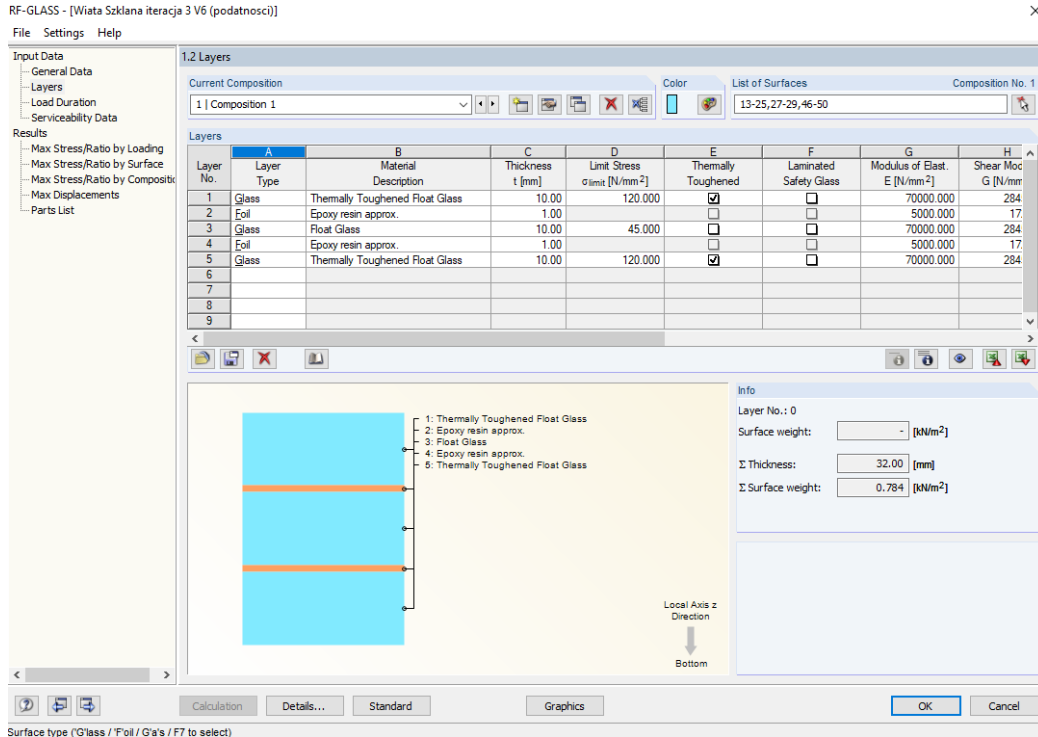 RF-GLASS - [Wiata Szklana iteracja 3 V6 (podatnosci)]
File Settings Help
Input Data
General Data
Layers
Load Duration
Serviceability Data
Results
Max Stress/Ratio by Loading
Max Stress/Ratio by Surface
Max Stress/Ratio by Compositic
Max Displacements
Parts List
1.2 Layers
Current Composition
1 | Composition 1
Color
List of Surfaces Composition No. 1
13-25,27-29,46-50
Layers
A B C D E F G H
Layer Layer Material Thickness Limit Stress Thermally Laminated Modulus of Elast. Shear Mod
No. Type Description t [mm] σlimit [N/mm²] Toughened Safety Glass E [N/mm²] G [N/mm
1 Glass Thermally Toughened Float Glass 10.00 120.000 70000.000 284
2 Foil Epoxy resin approx. 1.00 5000.000 17
3 Glass Float Glass 10.00 45.000 70000.000 284
4 Foil Epoxy resin approx. 1.00 5000.000 17
5 Glass Thermally Toughened Float Glass 10.00 120.000 70000.000 284
6
7
8
9
1: Thermally Toughened Float Glass
2: Epoxy resin approx.
3: Float Glass
4: Epoxy resin approx.
5: Thermally Toughened Float Glass
Local Axis z
Direction
Bottom
Info
Layer No.: 0
Surface weight: - [kN/m²]
Σ Thickness: 32.00 [mm]
Σ Surface weight: 0.784 [kN/m²]
Calculation Details... Standard Graphics OK Cancel
Surface type ('G'lass / 'F'oil / G'a's / F7 to select)